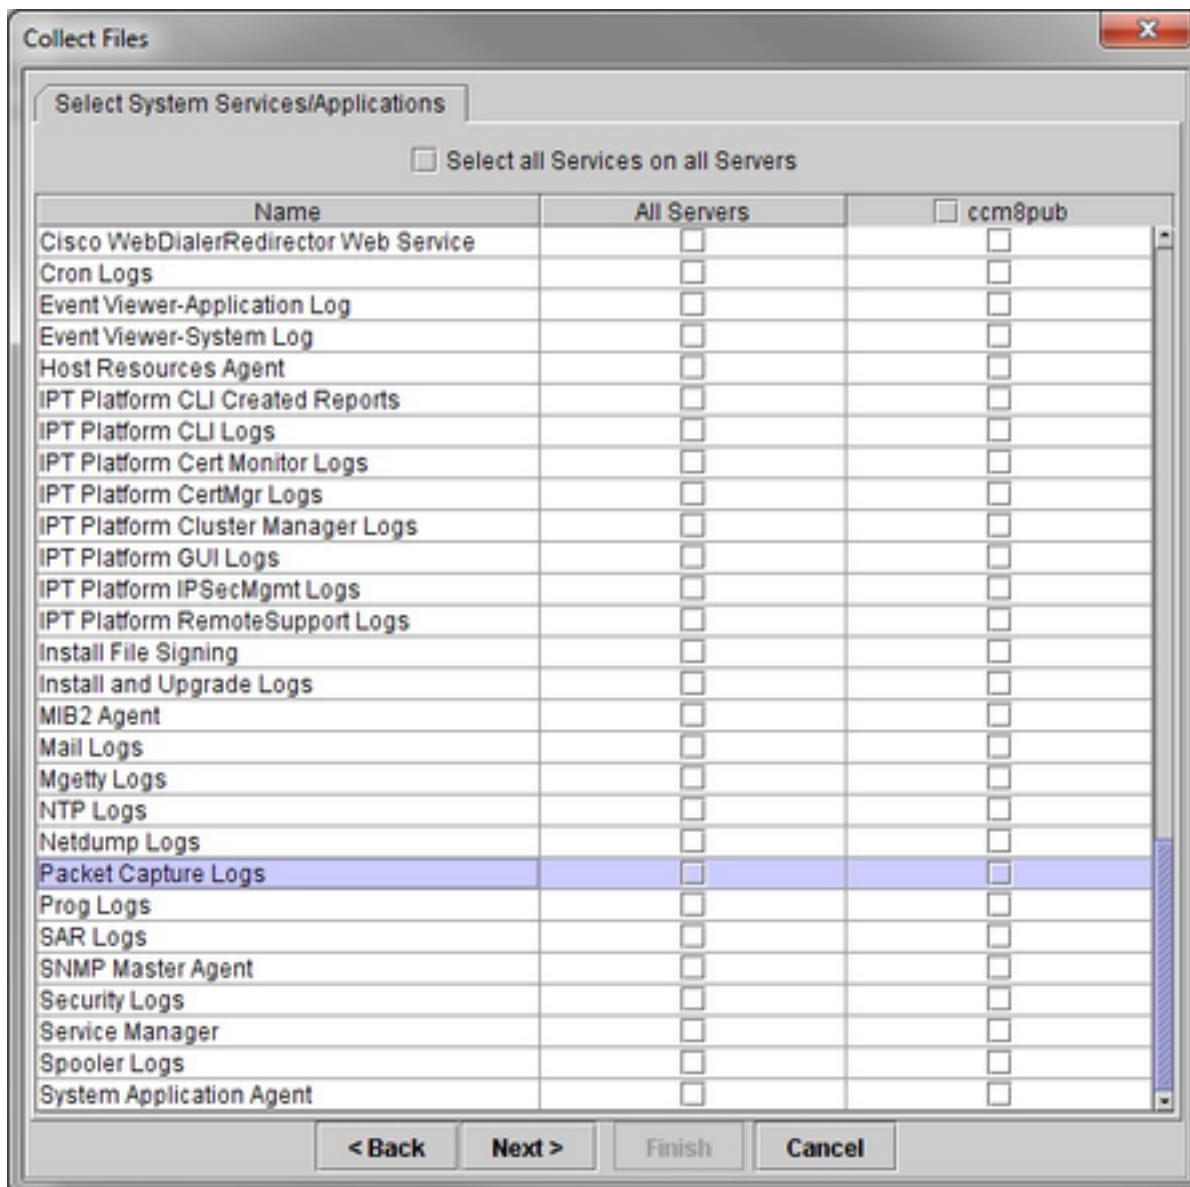 Collect Files
Select System Services/Applications
Select all Services on all Servers
Name All Servers ccm8pub
Cisco WebDialerRedirector Web Service
Cron Logs
Event Viewer-Application Log
Event Viewer-System Log
Host Resources Agent
IPT Platform CLI Created Reports
IPT Platform CLI Logs
IPT Platform Cert Monitor Logs
IPT Platform CertMgr Logs
IPT Platform Cluster Manager Logs
IPT Platform GUI Logs
IPT Platform IPSecMgmt Logs
IPT Platform RemoteSupport Logs
Install File Signing
Install and Upgrade Logs
MIB2 Agent
Mail Logs
Mgetty Logs
NTP Logs
Netdump Logs
Packet Capture Logs
Prog Logs
SAR Logs
SNMP Master Agent
Security Logs
Service Manager
Spooler Logs
System Application Agent
< Back Next > Finish Cancel